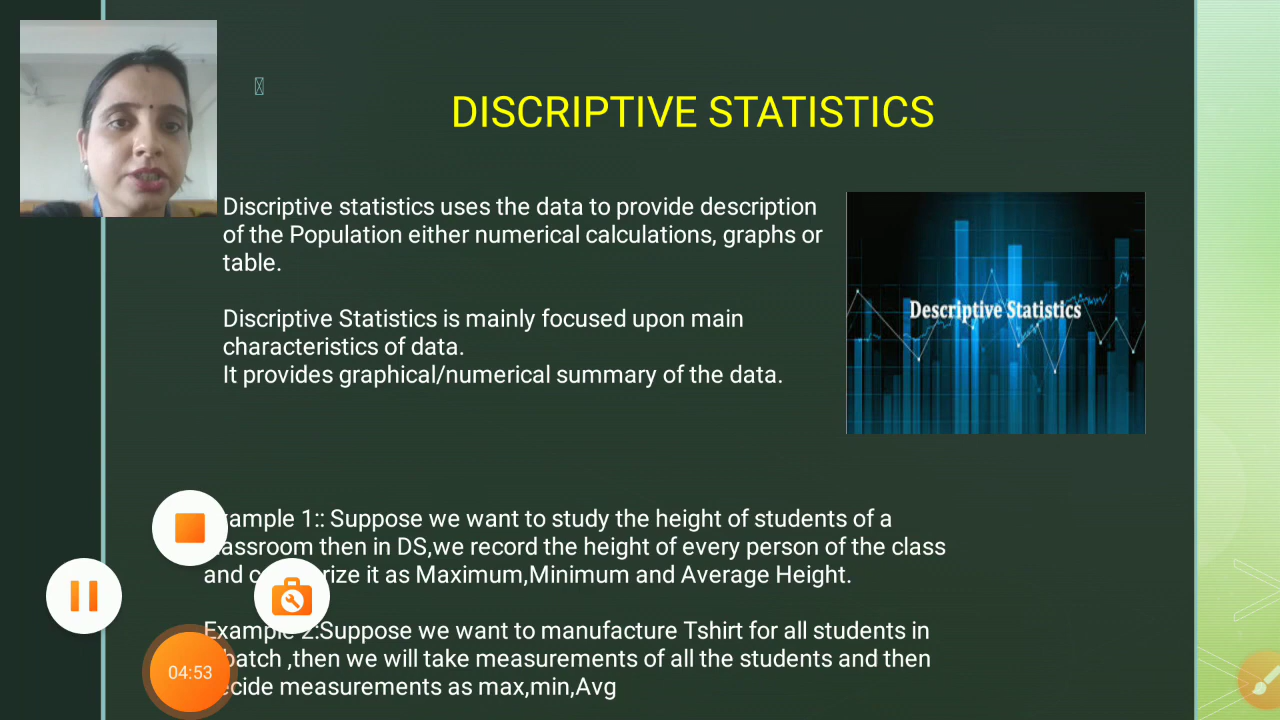 DISCRIPTIVE STATISTICS
Discriptive statistics uses the data to provide description
of the Population either numerical calculations, graphs or
table.
Discriptive Statistics is mainly focused upon main
characteristics of data.
It provides graphical/numerical summary of the data.
Descriptive Statistics
1:: Suppose we want to study the height of students of a
then in DS,we record the height of every person of the class
and it as Maximum,Minimum and Average Height.
Example 2:Suppose we want to manufacture Tshirt for all students in
batch ,then we will take measurements of all the students and then
measurements as max,min,Avg
04:53